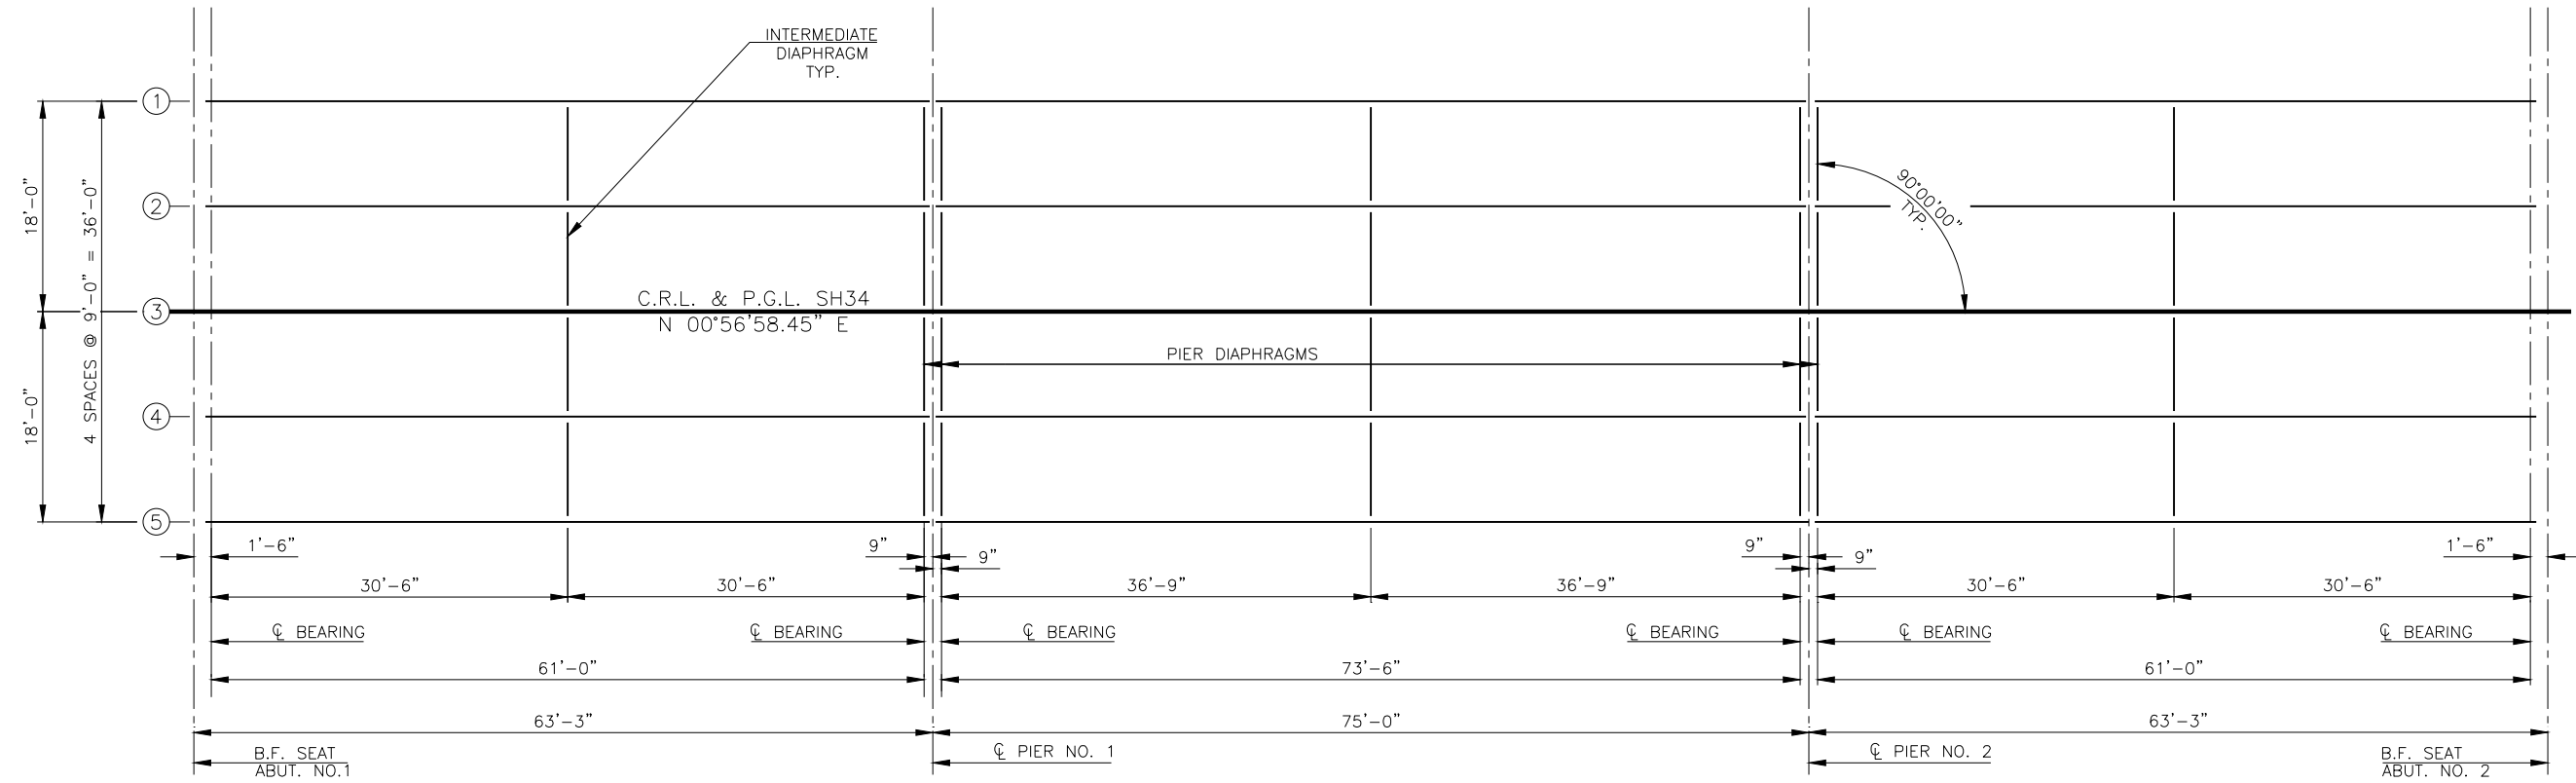 INTERMEDIATE
DIAPHRAGM
TYP.
1
2
3
4
5
18'-0"
18'-0"
4 SPACES @ 9'-0" = 36'-0"
90°00'00"
TYP.
C.R.L. & P.G.L. SH34
N 00°56'58.45" E
PIER DIAPHRAGMS
1'-6"
9"
9"
9"
9"
1'-6"
30'-6"
30'-6"
36'-9"
36'-9"
30'-6"
30'-6"
℄ BEARING
℄ BEARING
℄ BEARING
℄ BEARING
℄ BEARING
℄ BEARING
61'-0"
73'-6"
61'-0"
63'-3"
75'-0"
63'-3"
B.F. SEAT
ABUT. NO.1
℄ PIER NO. 1
℄ PIER NO. 2
B.F. SEAT
ABUT. NO. 2